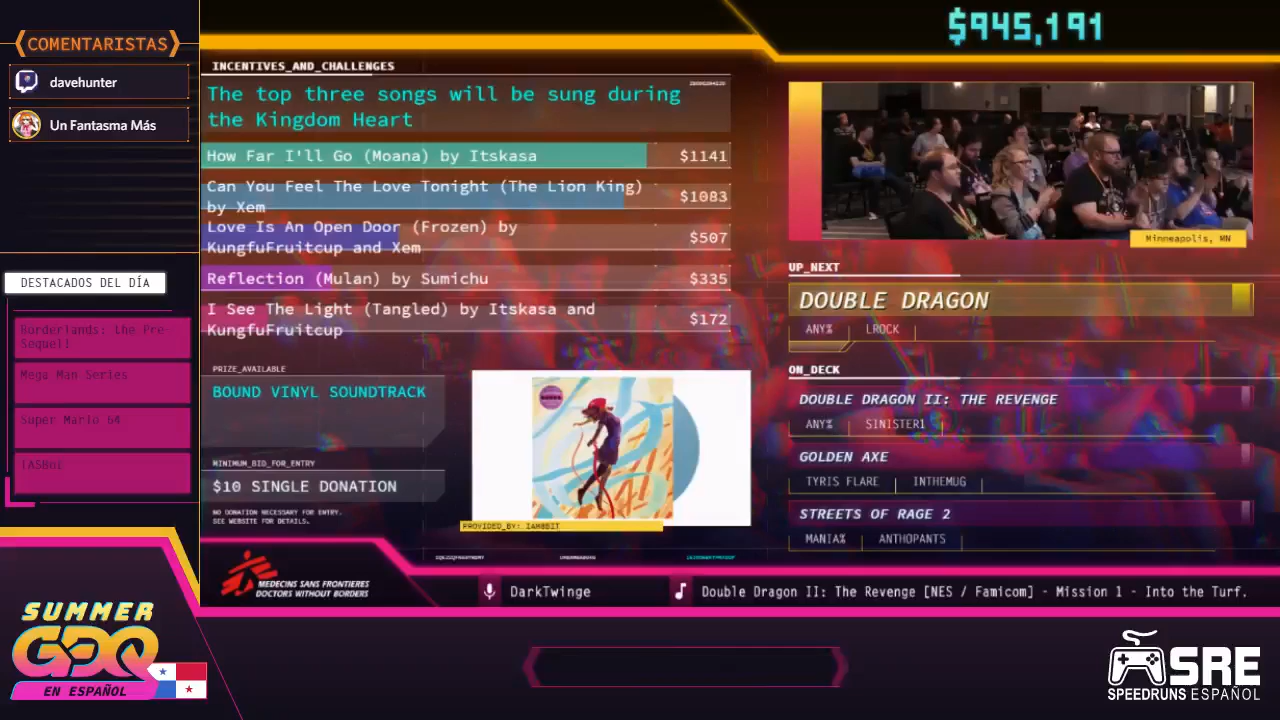 $945,191
COMENTARISTAS
davehunter
Un Fantasma Más
DESTACADOS DEL DÍA
Borderlands: the Pre-
Sequel!
Mega Man Series
Super Mario 64
TASBot
SUMMER
GDQ
EN ESPAÑOL
INCENTIVES_AND_CHALLENGES
The top three songs will be sung during
the Kingdom Heart
How Far I'll Go (Moana) by Itskasa
$1141
Can You Feel The Love Tonight (The Lion King)
by Xem
$1083
Love Is An Open Door (Frozen) by
KungfuFruitcup and Xem
$507
Reflection (Mulan) by Sumichu
$335
I See The Light (Tangled) by Itskasa and
KungfuFruitcup
$172
PRIZE_AVAILABLE
BOUND VINYL SOUNDTRACK
MINIMUM_BID_FOR_ENTRY
$10 SINGLE DONATION
NO DONATION NECESSARY FOR ENTRY.
SEE WEBSITE FOR DETAILS.
PROVIDED_BY: IAM8BIT
Minneapolis, MN
UP_NEXT
DOUBLE DRAGON
ANY% LROCK
ON_DECK
DOUBLE DRAGON II: THE REVENGE
ANY% SINISTER1
GOLDEN AXE
TYRIS FLARE INTHEMUG
STREETS OF RAGE 2
MANIA% ANTHOPANTS
MEDECINS SANS FRONTIERES
DOCTORS WITHOUT BORDERS
DarkTwinge
Double Dragon II: The Revenge [NES / Famicom] - Mission 1 - Into the Turf.
SRE
SPEEDRUNS ESPAÑOL